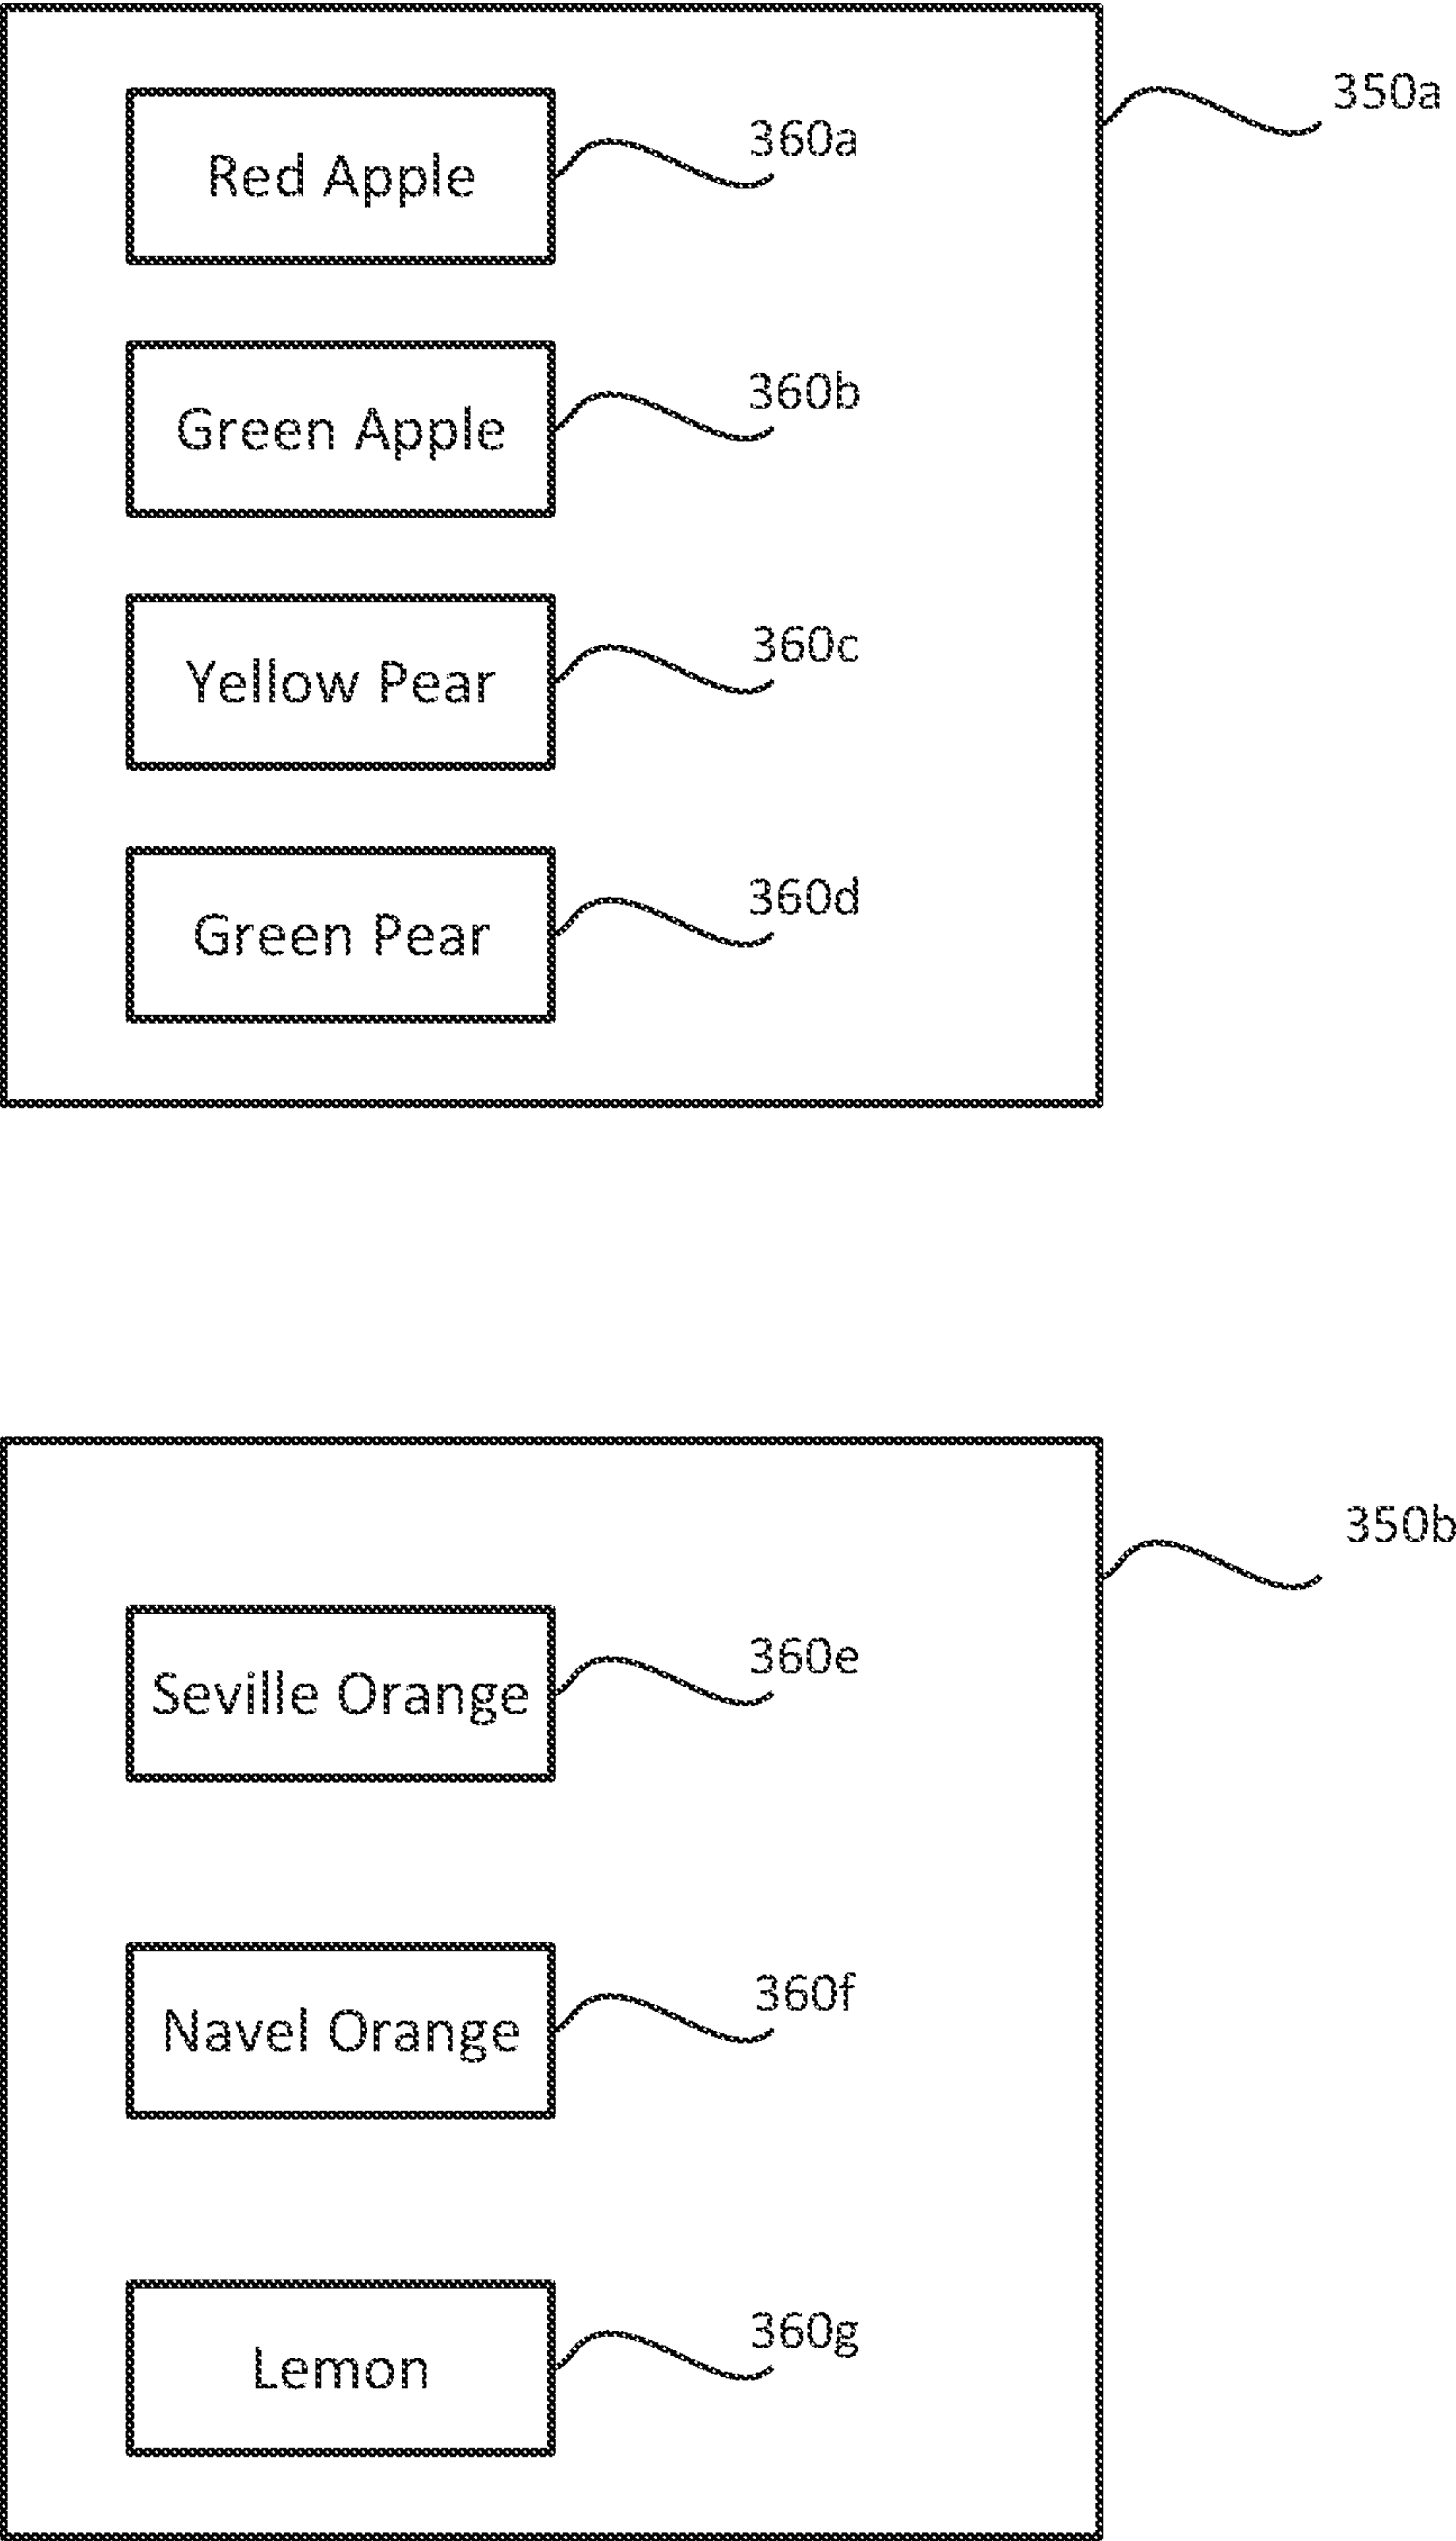 350a
Red Apple
360a
Green Apple
360b
Yellow Pear
360c
Green Pear
360d
350b
Seville Orange
360e
Navel Orange
360f
Lemon
360g